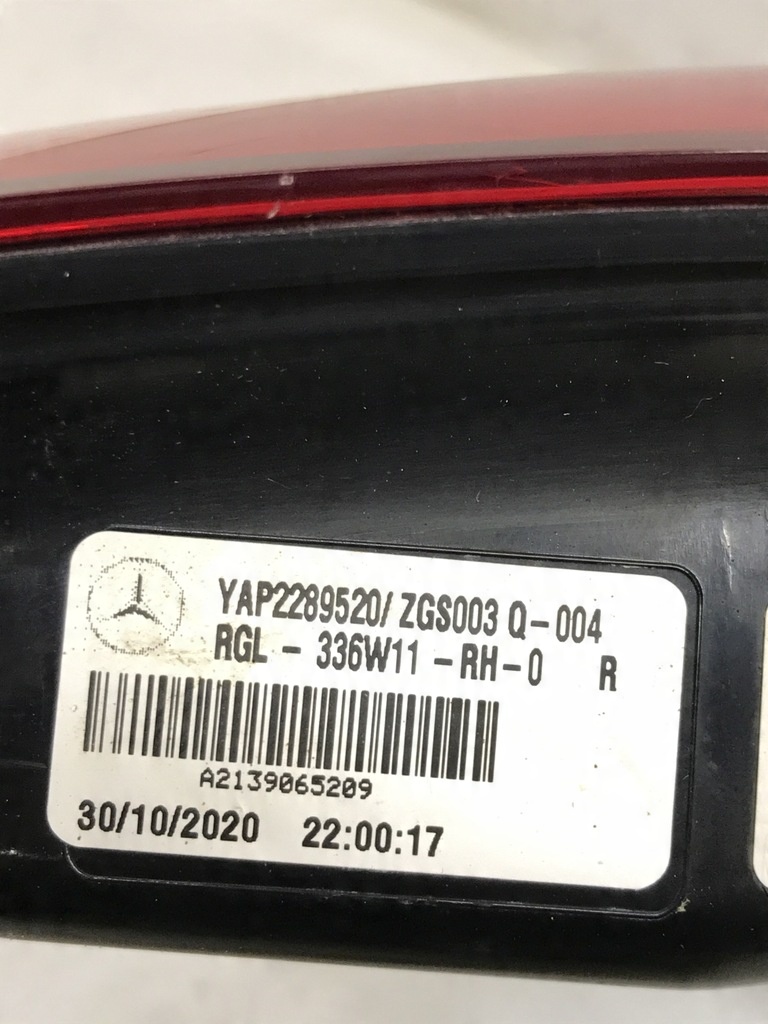 YAP2289520/ ZGS003 Q-004
RGL - 336W11 -RH-0 R
A2139065209
30/10/2020 22:00:17